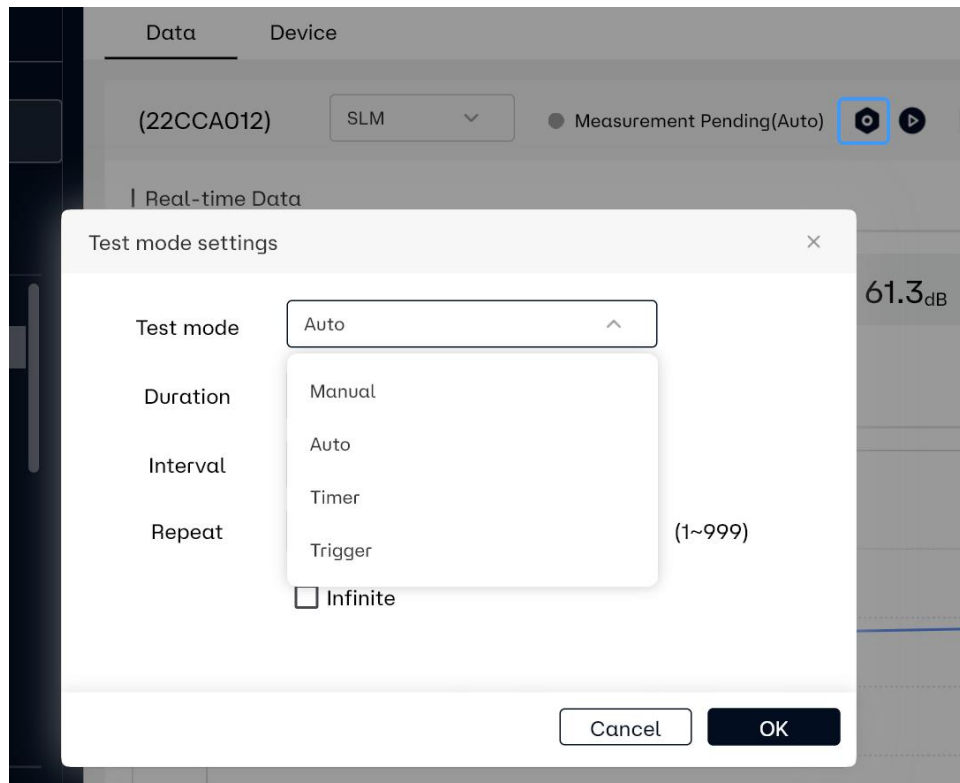 Data Device
(22CCA012) SLM Measurement Pending(Auto)
Real-time Data
Test mode settings
61.3dB
Test mode Auto
Duration
Manual
Auto
Interval
Timer
Repeat (1~999)
Trigger
Infinite
Cancel OK